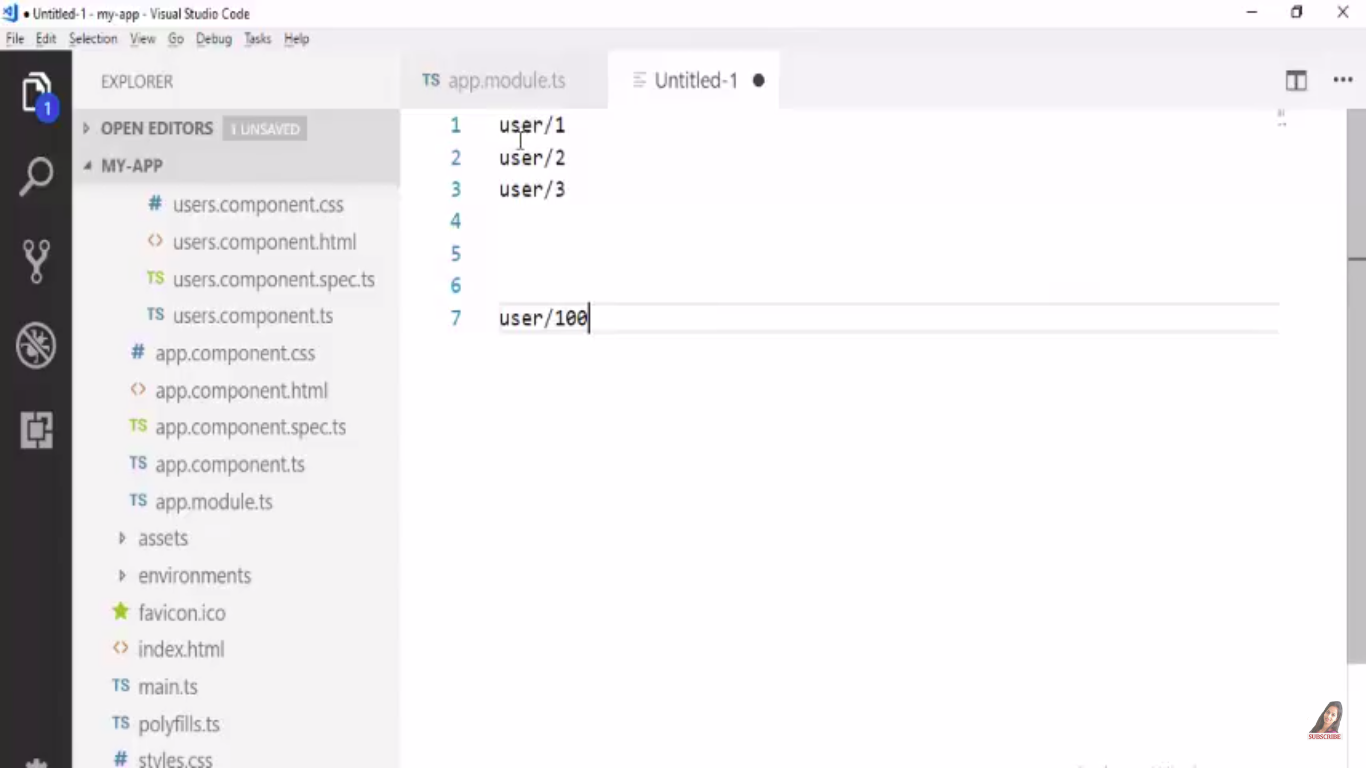 ● Untitled-1 - my-app - Visual Studio Code
File Edit Selection View Go Debug Tasks Help
1
EXPLORER
OPEN EDITORS 1 UNSAVED
MY-APP
# users.component.css
<> users.component.html
TS users.component.spec.ts
TS users.component.ts
# app.component.css
<> app.component.html
TS app.component.spec.ts
TS app.component.ts
TS app.module.ts
assets
environments
favicon.ico
<> index.html
TS main.ts
TS polyfills.ts
# styles.css
TS app.module.ts
Untitled-1 ●
1 user/1
2 user/2
3 user/3
4
5
6
7 user/100
SUBSCRIBE